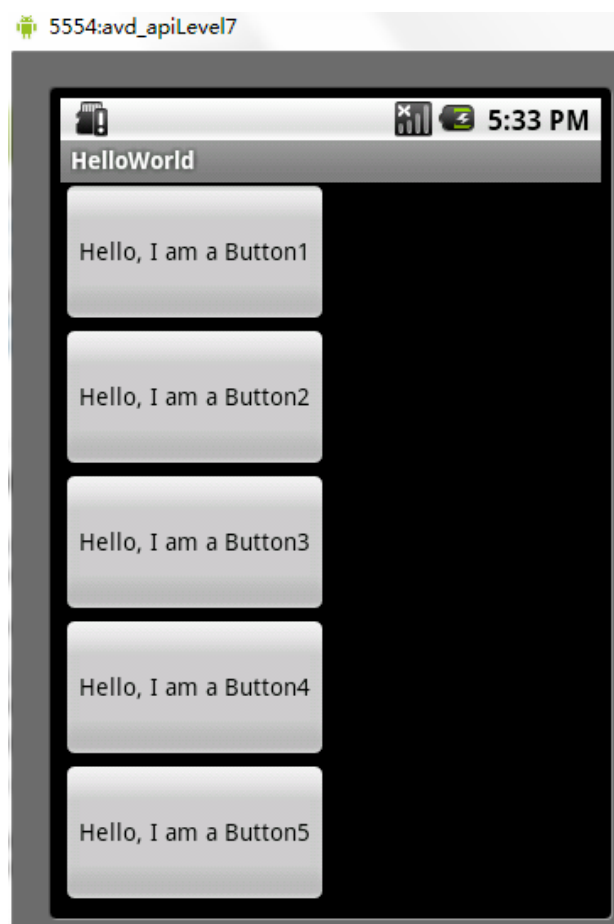 5554:avd_apiLevel7
5:33 PM
HelloWorld
Hello, I am a Button1
Hello, I am a Button2
Hello, I am a Button3
Hello, I am a Button4
Hello, I am a Button5